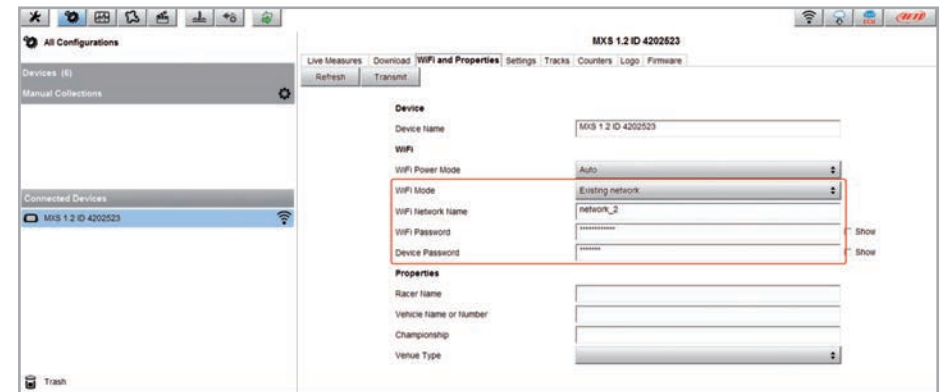 All Configurations
Devices (6)
Manual Collections
Connected Devices
MXS 1.2 ID 4202523
Trash
MXS 1.2 ID 4202523
Live Measures Download WiFi and Properties Settings Tracks Counters Logo Firmware
Refresh Transmit
Device
Device Name MXS 1.2 ID 4202523
WiFi
WiFi Power Mode Auto
WiFi Mode Existing network
WiFi Network Name network_2
WiFi Password ************ Show
Device Password ******* Show
Properties
Racer Name
Vehicle Name or Number
Championship
Venue Type